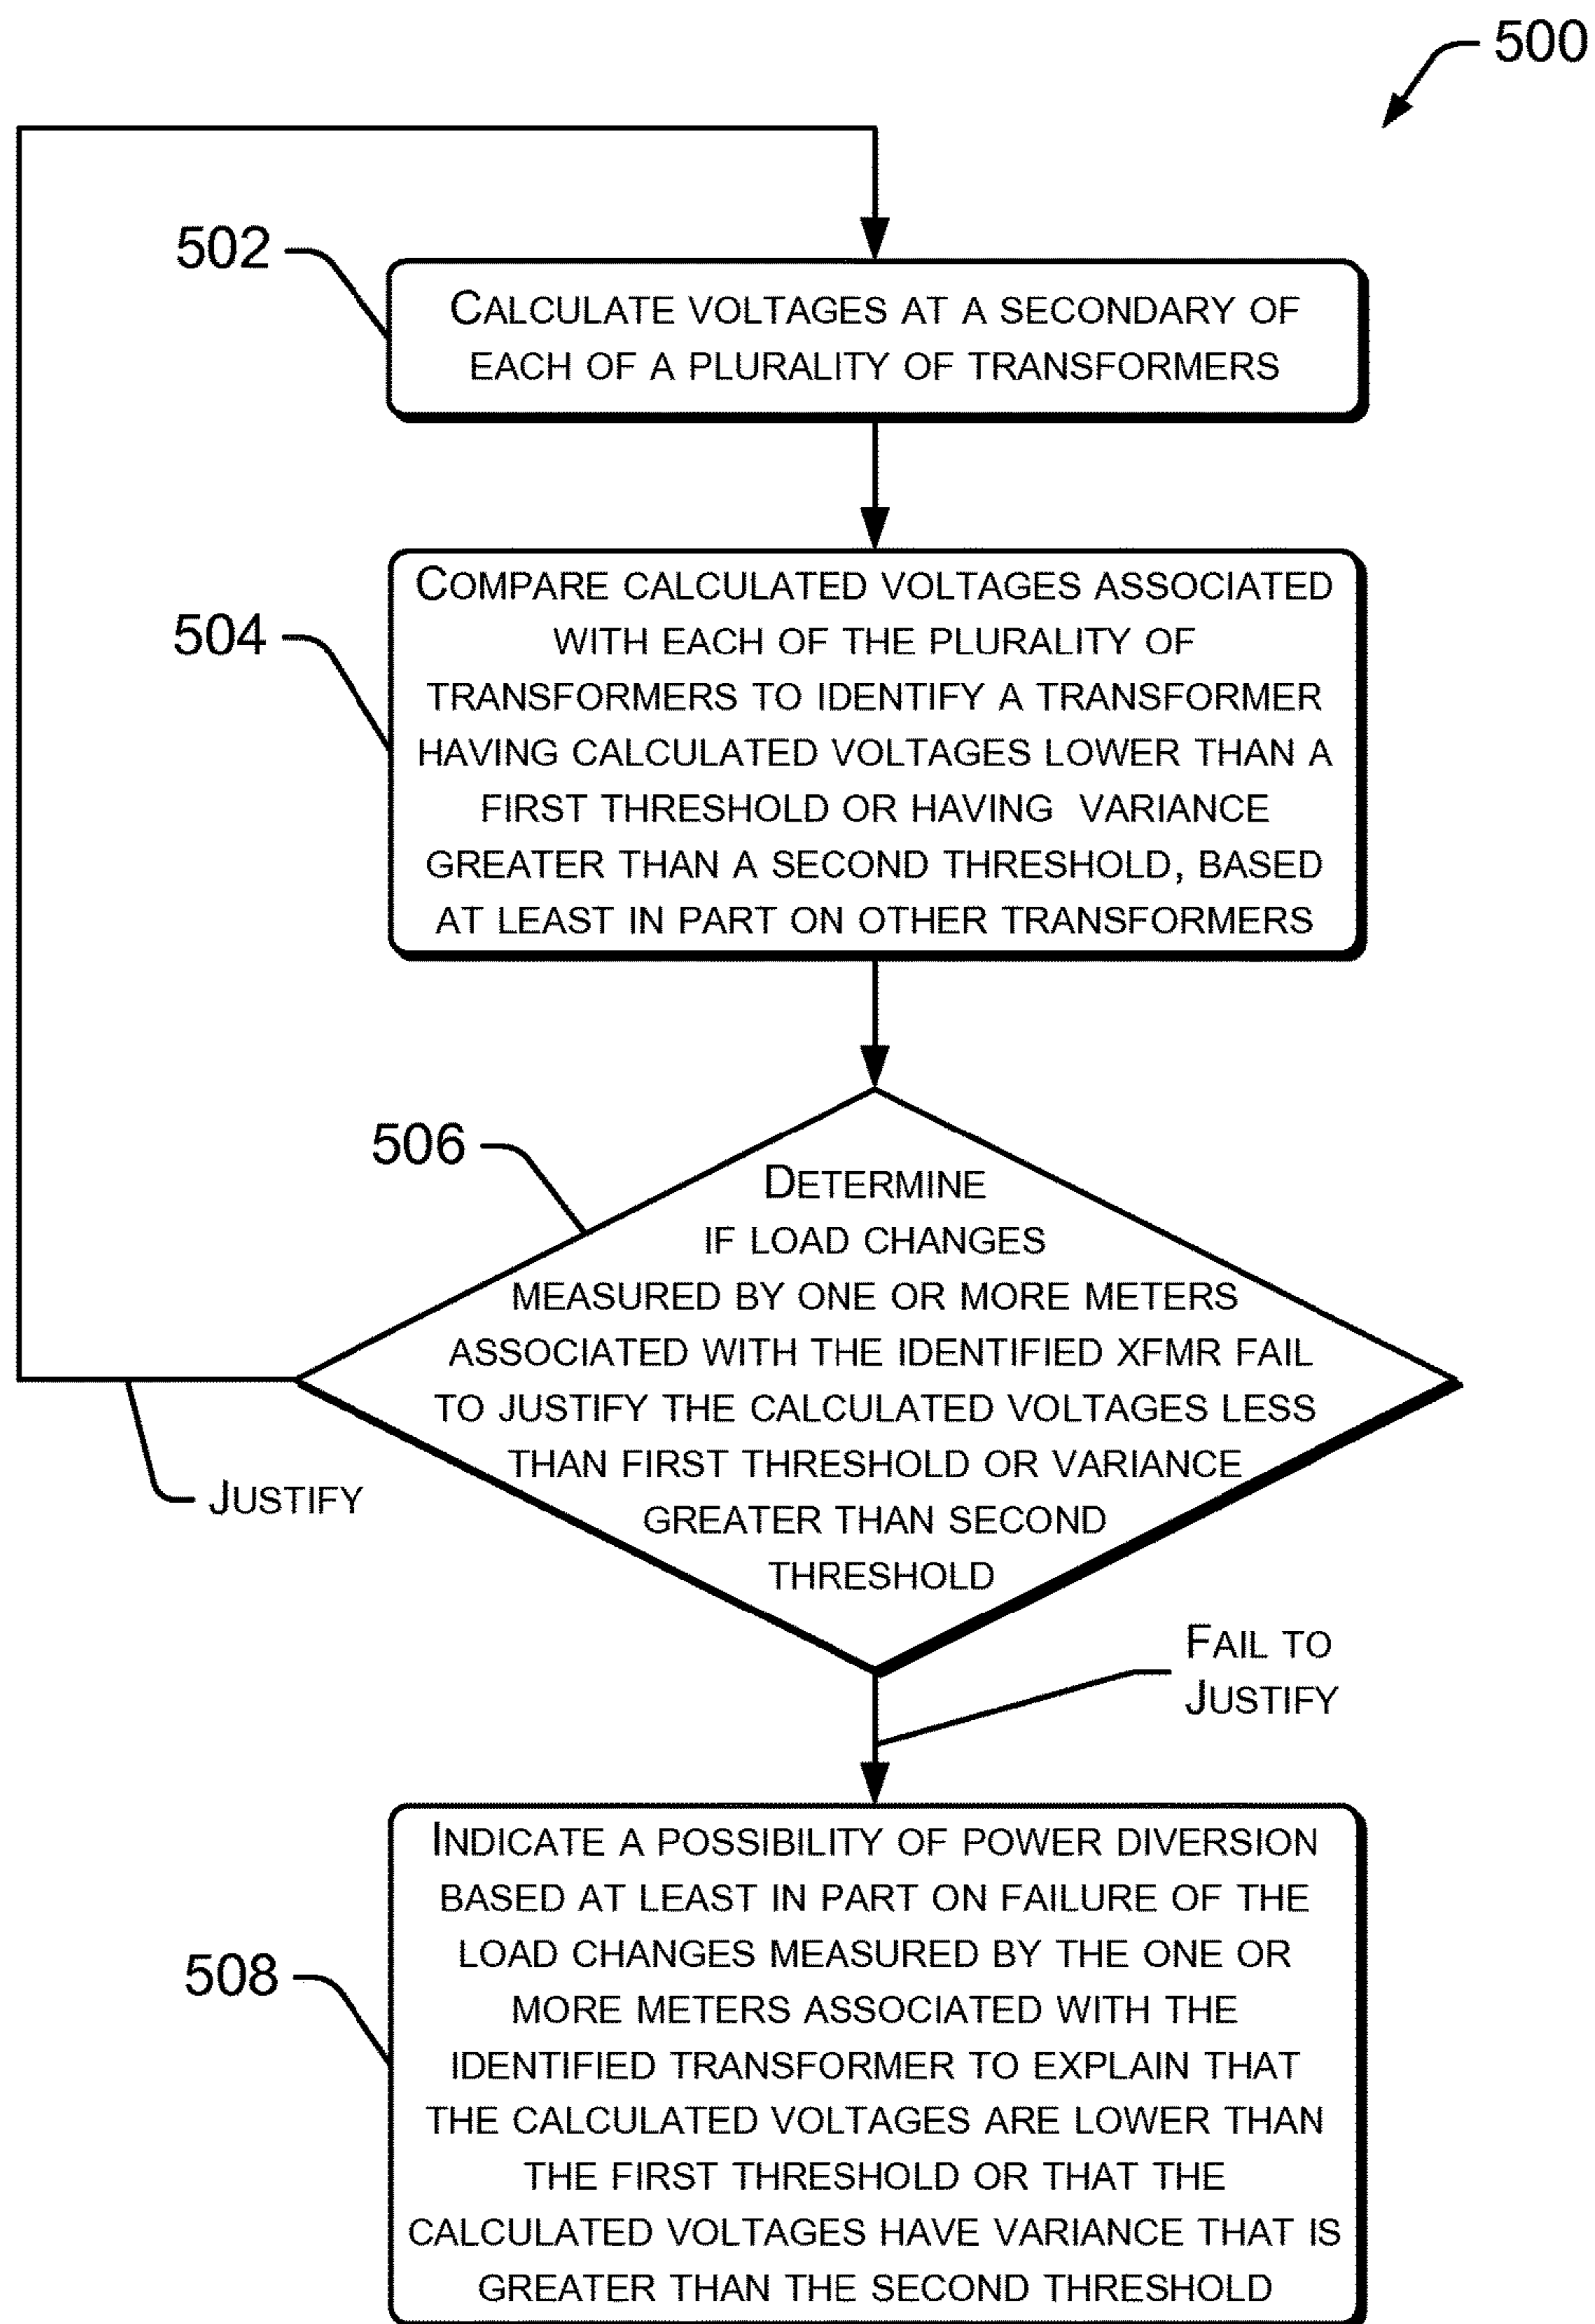 500
502
CALCULATE VOLTAGES AT A SECONDARY OF
EACH OF A PLURALITY OF TRANSFORMERS
504
COMPARE CALCULATED VOLTAGES ASSOCIATED
WITH EACH OF THE PLURALITY OF
TRANSFORMERS TO IDENTIFY A TRANSFORMER
HAVING CALCULATED VOLTAGES LOWER THAN A
FIRST THRESHOLD OR HAVING VARIANCE
GREATER THAN A SECOND THRESHOLD, BASED
AT LEAST IN PART ON OTHER TRANSFORMERS
506
DETERMINE
IF LOAD CHANGES
MEASURED BY ONE OR MORE METERS
ASSOCIATED WITH THE IDENTIFIED XFMR FAIL
TO JUSTIFY THE CALCULATED VOLTAGES LESS
THAN FIRST THRESHOLD OR VARIANCE
GREATER THAN SECOND
THRESHOLD
JUSTIFY
FAIL TO
JUSTIFY
508
INDICATE A POSSIBILITY OF POWER DIVERSION
BASED AT LEAST IN PART ON FAILURE OF THE
LOAD CHANGES MEASURED BY THE ONE OR
MORE METERS ASSOCIATED WITH THE
IDENTIFIED TRANSFORMER TO EXPLAIN THAT
THE CALCULATED VOLTAGES ARE LOWER THAN
THE FIRST THRESHOLD OR THAT THE
CALCULATED VOLTAGES HAVE VARIANCE THAT IS
GREATER THAN THE SECOND THRESHOLD